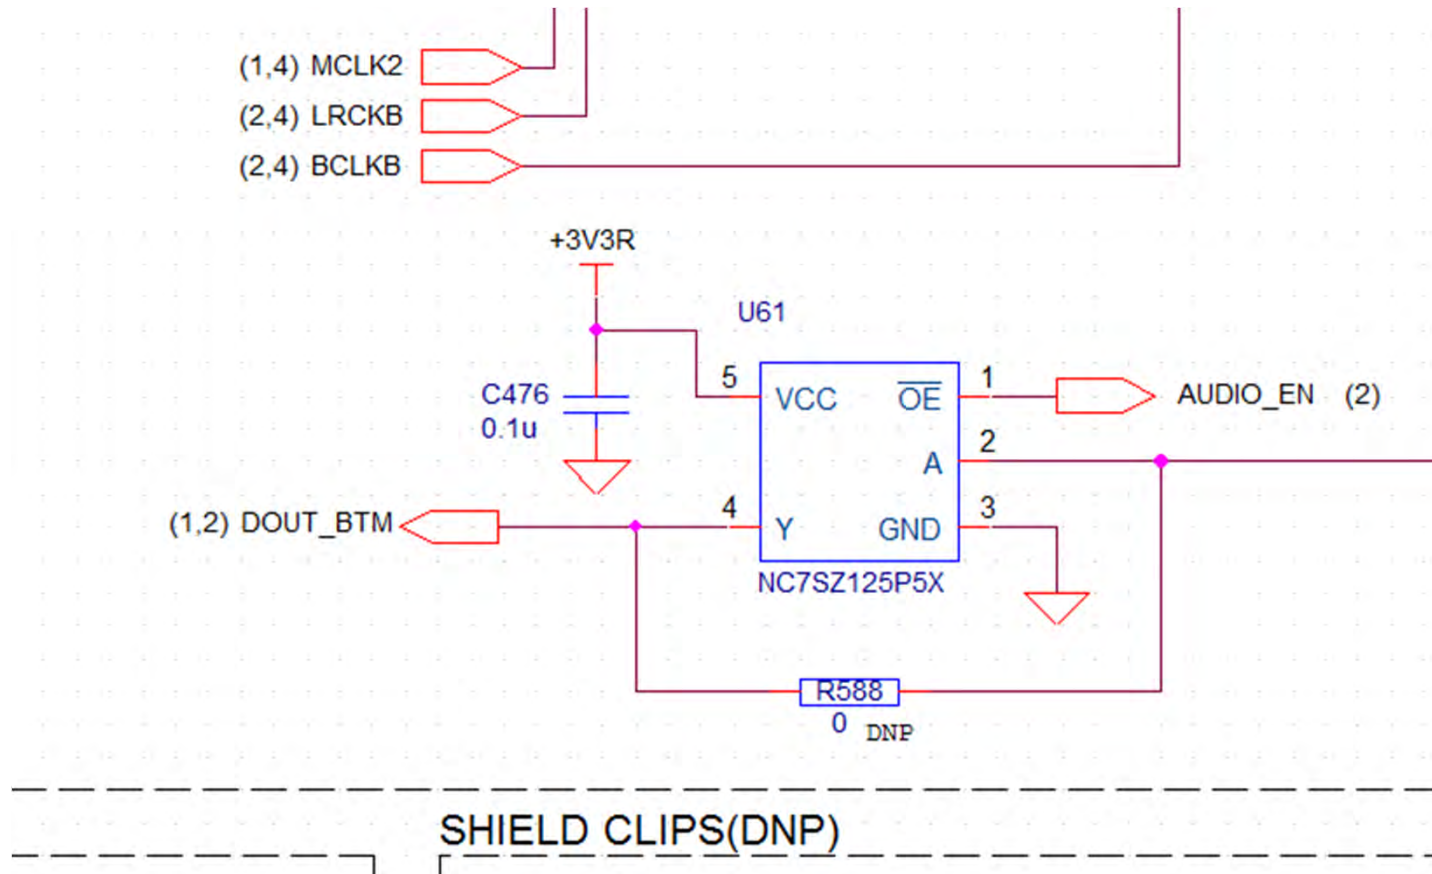 (1,4) MCLK2
(2,4) LRCKB
(2,4) BCLKB
+3V3R
U61
C476
0.1u
5
VCC
OE
1
AUDIO_EN (2)
A
2
(1,2) DOUT_BTM
4
Y
GND
3
NC7SZ125P5X
R588
0 DNP
SHIELD CLIPS(DNP)